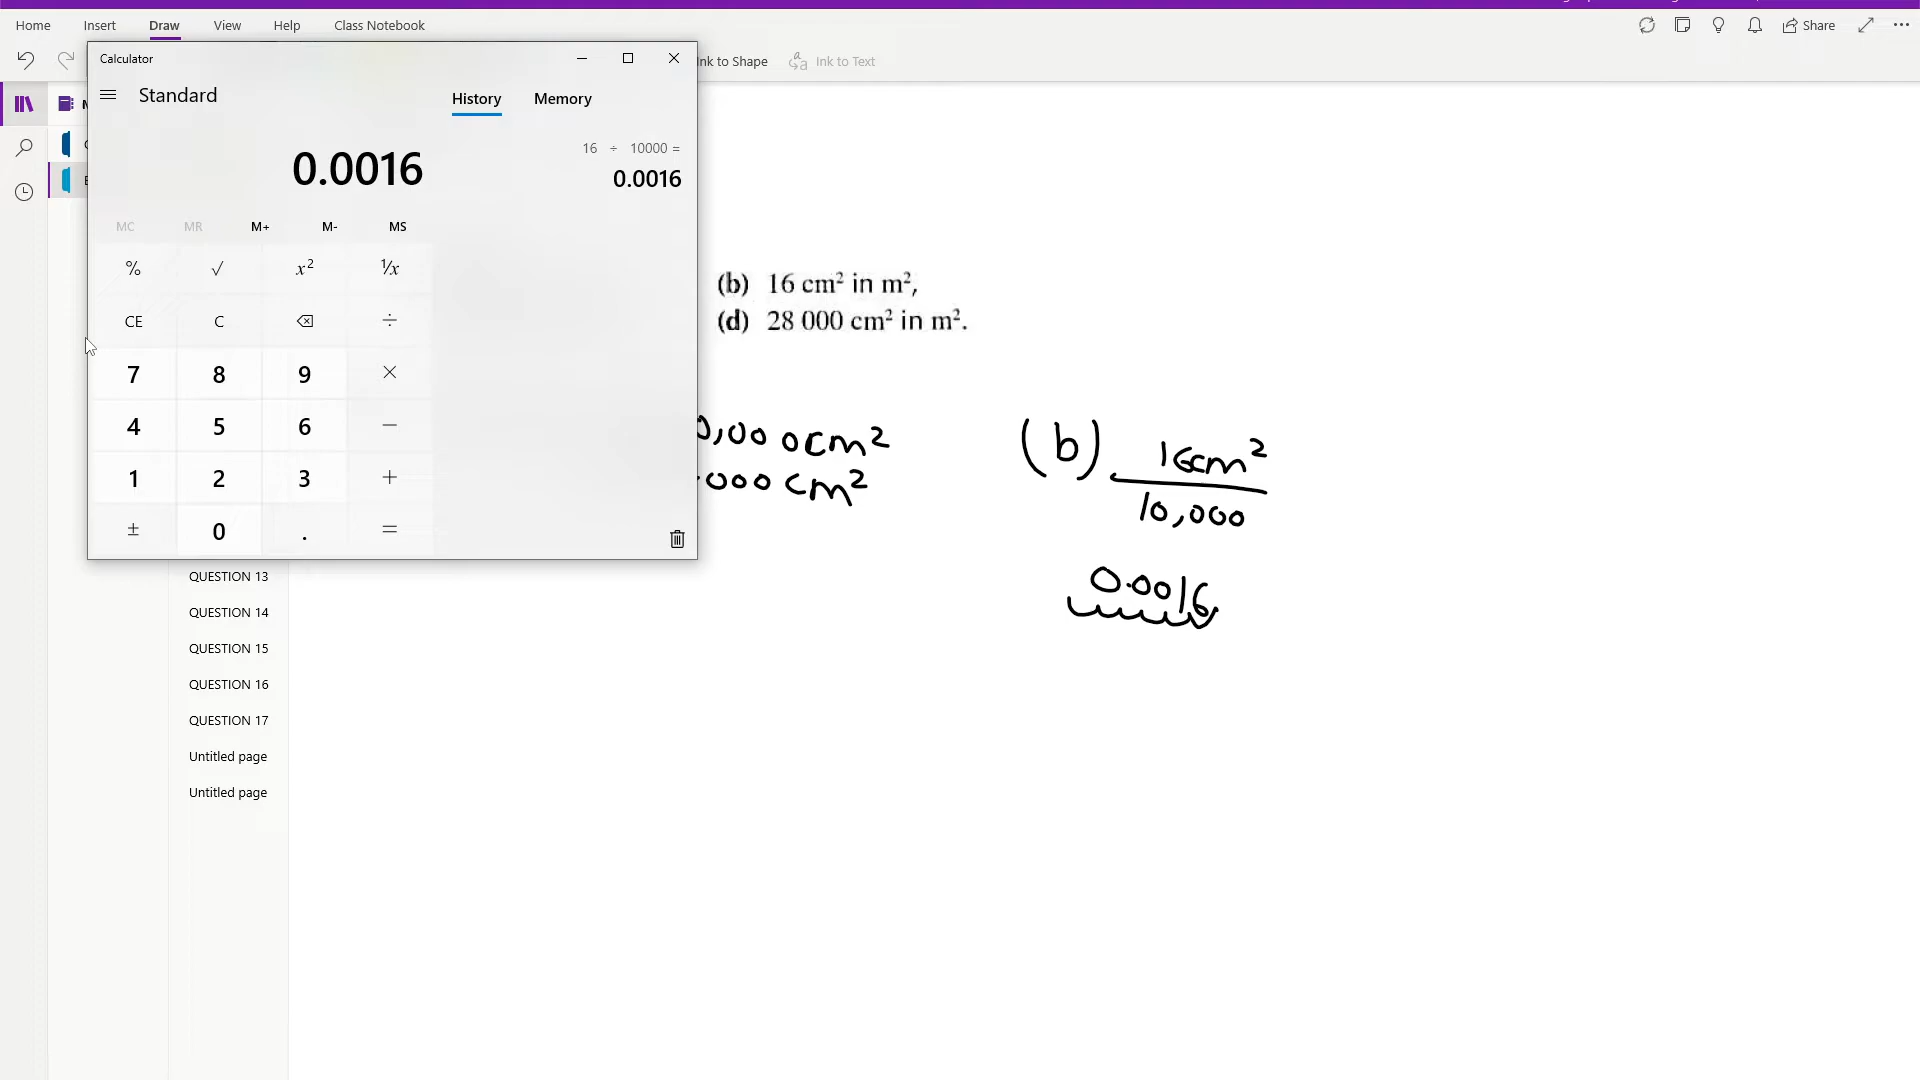 Home Insert Draw View Help Class Notebook Share
Calculator
nk to Shape Ink to Text
Standard
History Memory
0.0016
16 ÷ 10000 =
0.0016
MC MR M+ M- MS
% √ x² ¹/x
CE C ÷
7 8 9 ×
4 5 6 −
1 2 3 +
± 0 . =
QUESTION 13
QUESTION 14
QUESTION 15
QUESTION 16
QUESTION 17
Untitled page
Untitled page
(b) 16 cm² in m²,
(d) 28 000 cm² in m².
0,000cm²
000 cm²
(b) 16cm²
10,000
0.0016